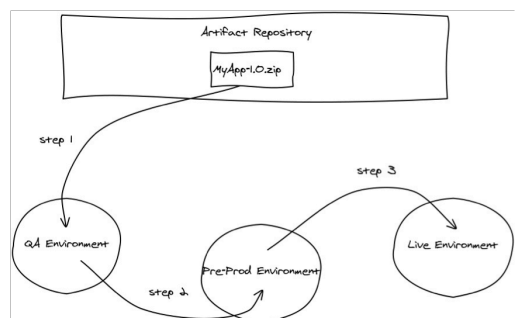 Artifact Repository
MyApp-1.0.zip
step 1
step 3
QA Environment
Live Environment
Pre-Prod Environment
step 2